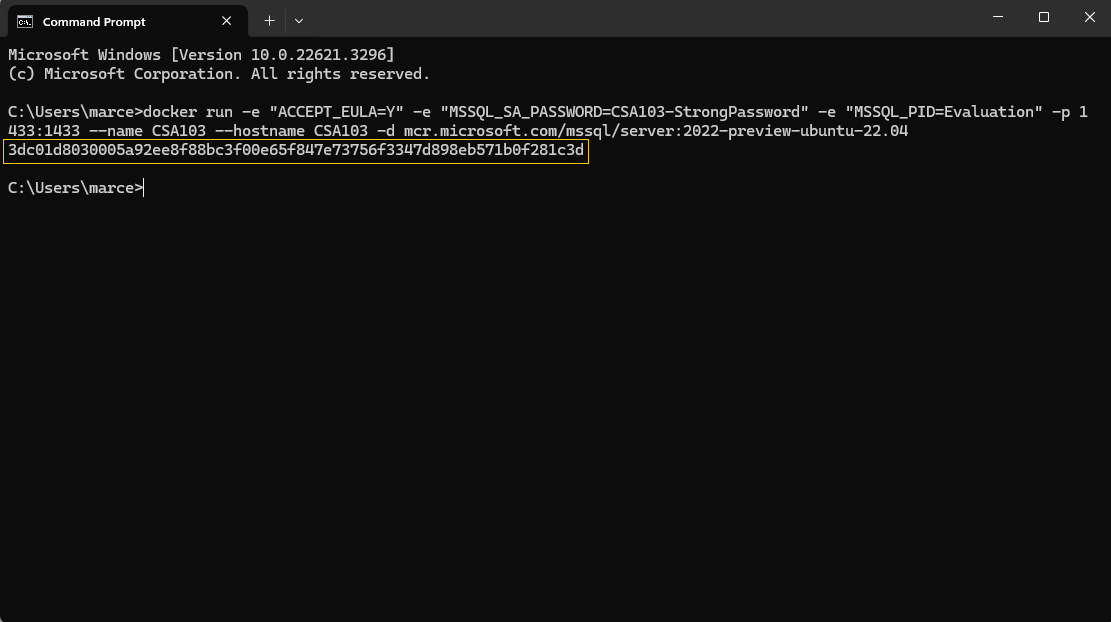 Command Prompt
Microsoft Windows [Version 10.0.22621.3296]
(c) Microsoft Corporation. All rights reserved.
C:\Users\marce>docker run -e "ACCEPT_EULA=Y" -e "MSSQL_SA_PASSWORD=CSA103-StrongPassword" -e "MSSQL_PID=Evaluation" -p 1
433:1433 --name CSA103 --hostname CSA103 -d mcr.microsoft.com/mssql/server:2022-preview-ubuntu-22.04
3dc01d8030005a92ee8f88bc3f00e65f847e73756f3347d898eb571b0f281c3d
C:\Users\marce>